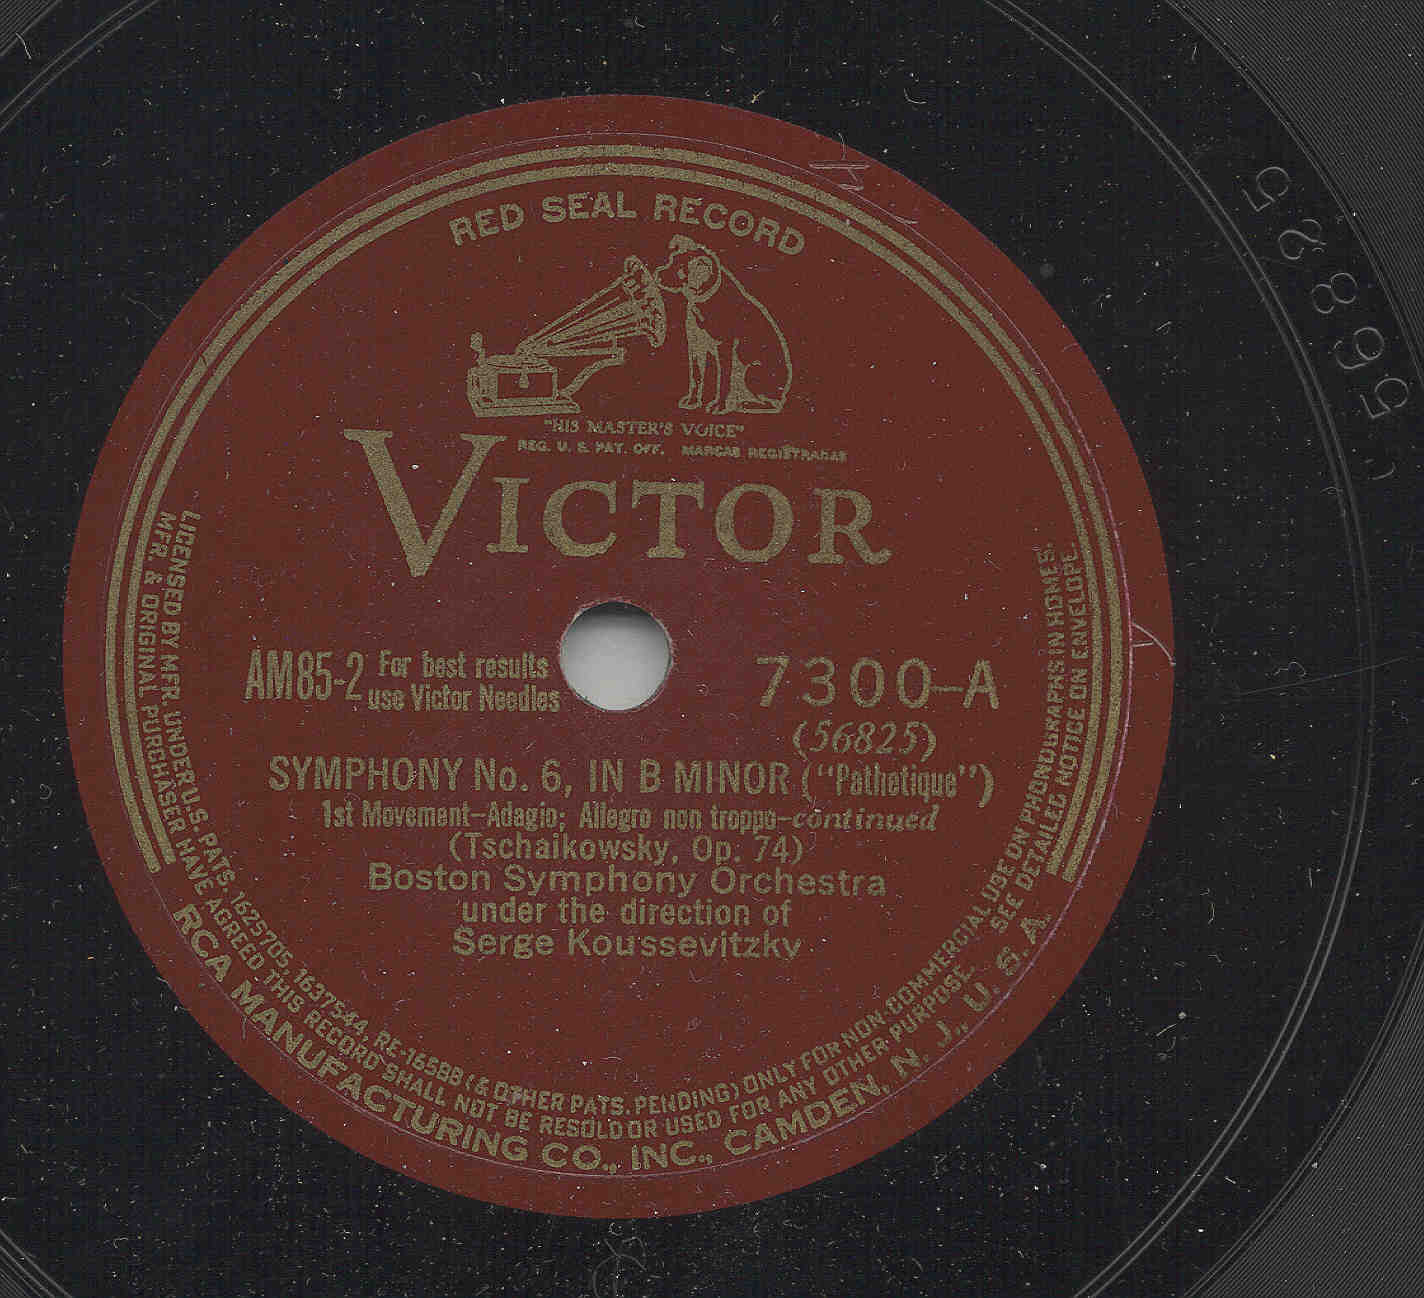 RED SEAL RECORD
"HIS MASTER'S VOICE"
REG. U. S. PAT. OFF. MARCAS REGISTRADAS
VICTOR
AM85-2 For best results
use Victor Needles
7300-A
(56825)
SYMPHONY No. 6, IN B MINOR ("Pathetique")
1st Movement-Adagio; Allegro non troppo-continued
(Tschaikowsky, Op. 74)
Boston Symphony Orchestra
under the direction of
Serge Koussevitzky
LICENSED BY MFR. UNDER U.S. PATS. 1625705, 1637544, RE-16588 (& OTHER PATS. PENDING) ONLY FOR NON-COMMERCIAL USE ON PHONOGRAPHS IN HOMES.
MFR. & ORIGINAL PURCHASER HAVE AGREED THIS RECORD SHALL NOT BE RESOLD OR USED FOR ANY OTHER PURPOSE. SEE DETAILED NOTICE ON ENVELOPE.
RCA MANUFACTURING CO., INC., CAMDEN, N. J., U. S. A.
56825